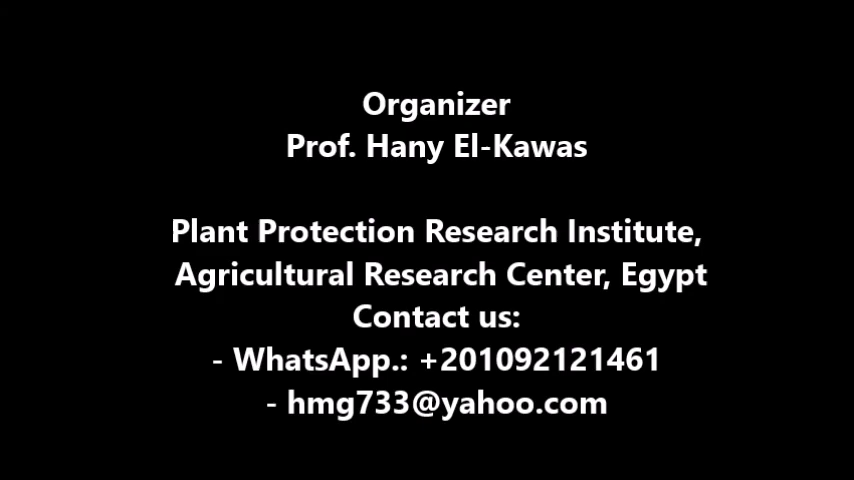 Organizer
Prof. Hany El-Kawas
Plant Protection Research Institute,
Agricultural Research Center, Egypt
Contact us:
- WhatsApp.: +201092121461
- hmg733@yahoo.com